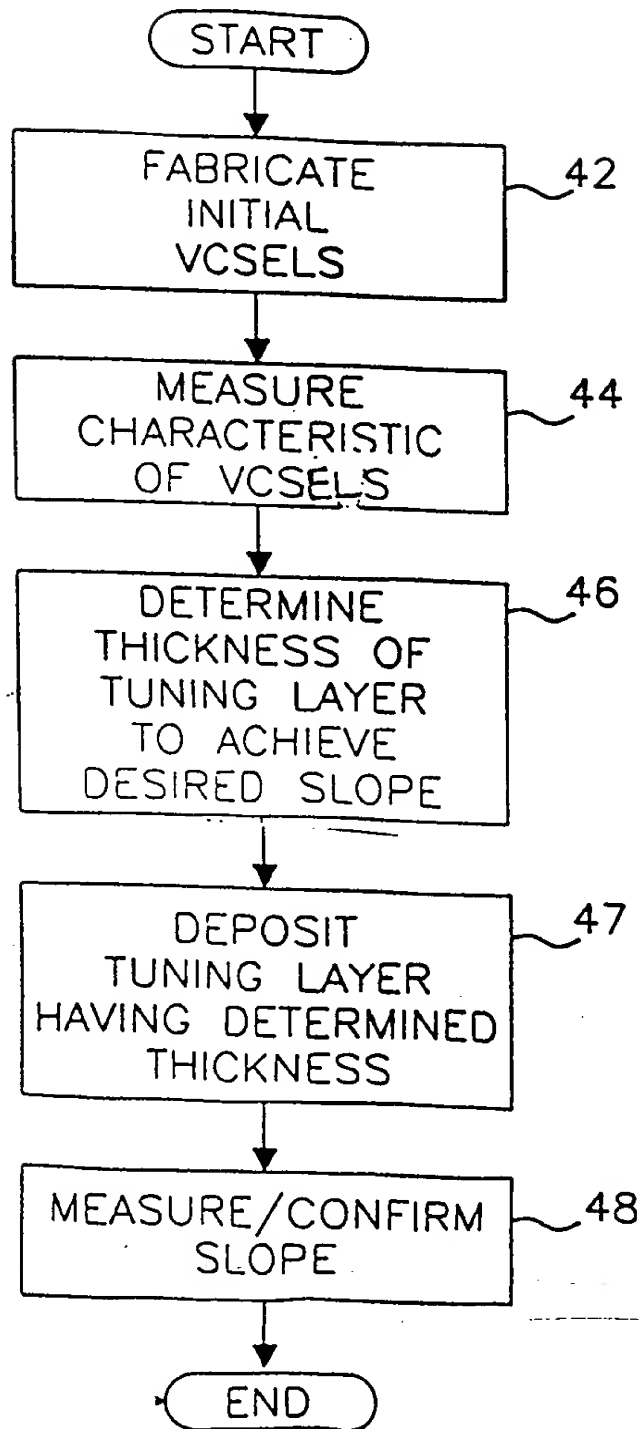 START
FABRICATE
INITIAL
VCSELS
42
MEASURE
CHARACTERISTIC
OF VCSELS
44
DETERMINE
THICKNESS OF
TUNING LAYER
TO ACHIEVE
DESIRED SLOPE
46
DEPOSIT
TUNING LAYER
HAVING DETERMINED
THICKNESS
47
MEASURE/CONFIRM
SLOPE
48
END